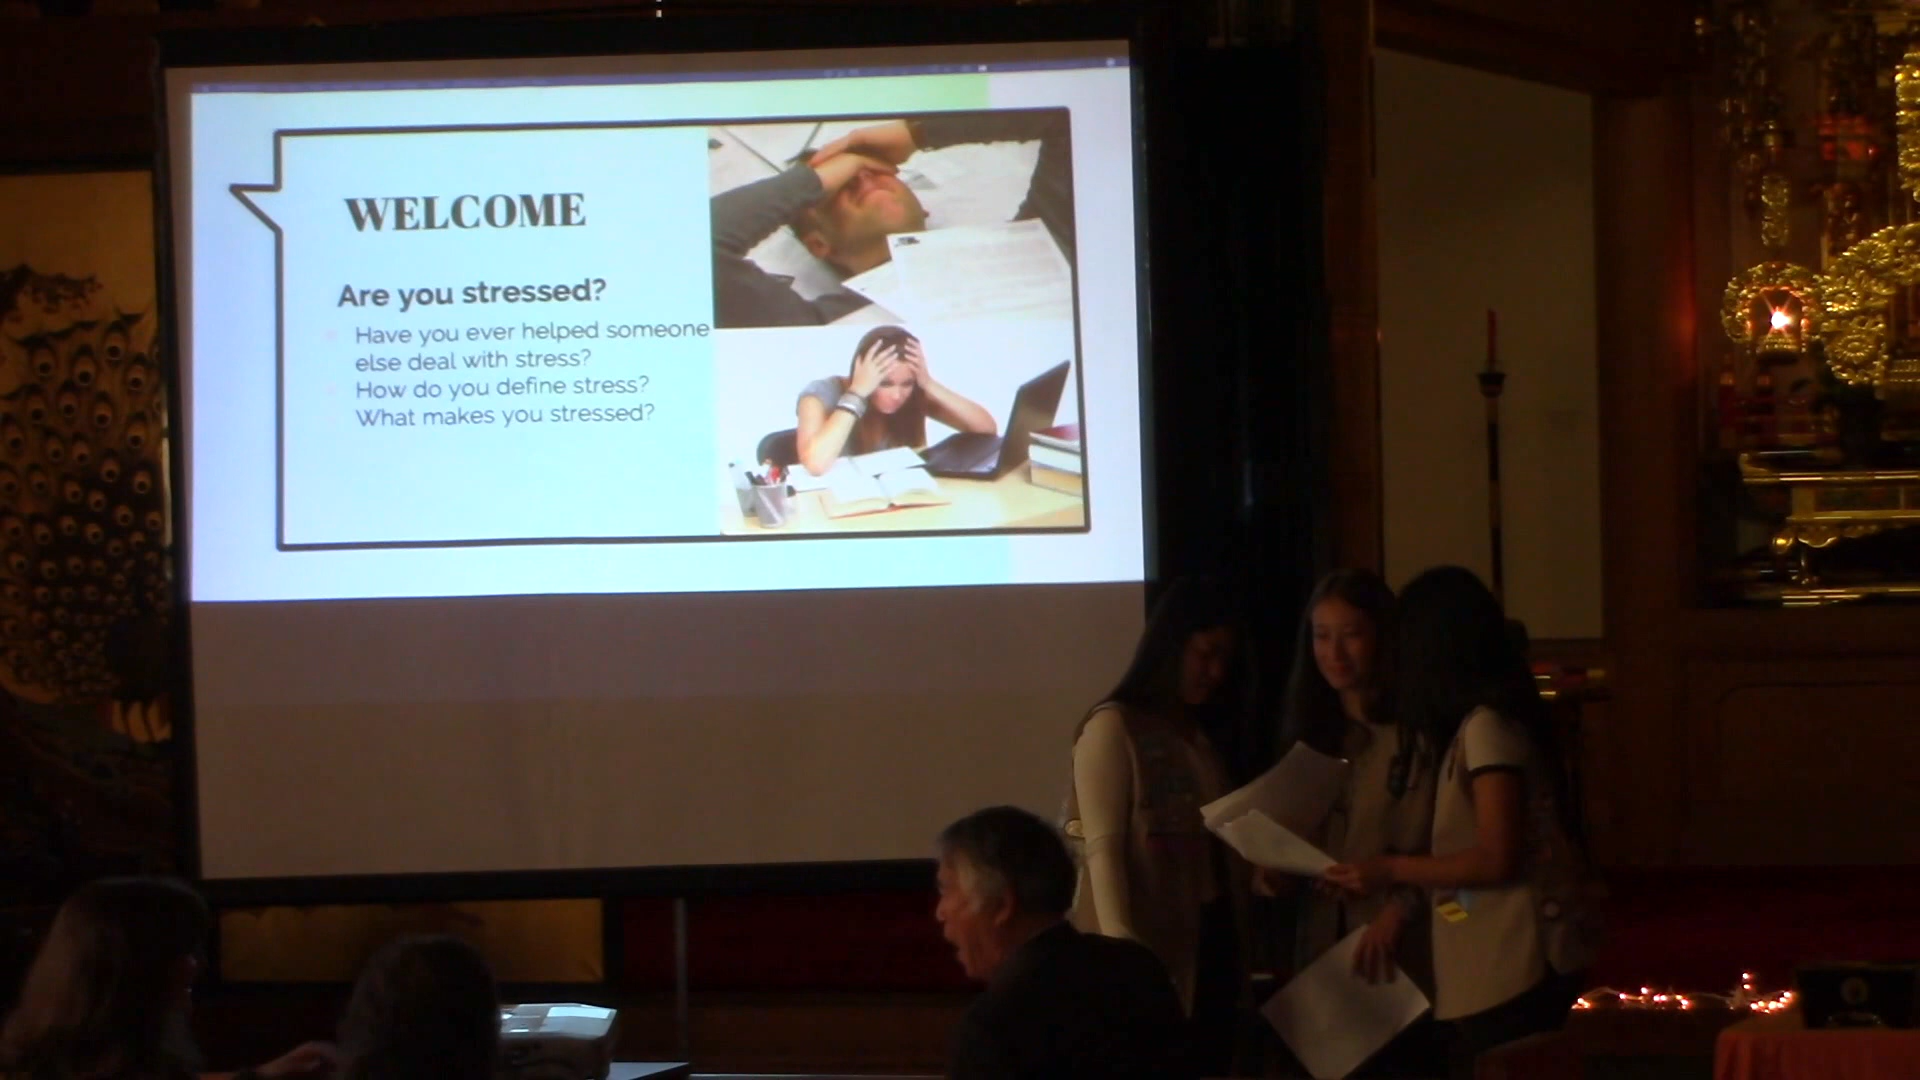 WELCOME
Are you stressed?
Have you ever helped someone
else deal with stress?
How do you define stress?
What makes you stressed?